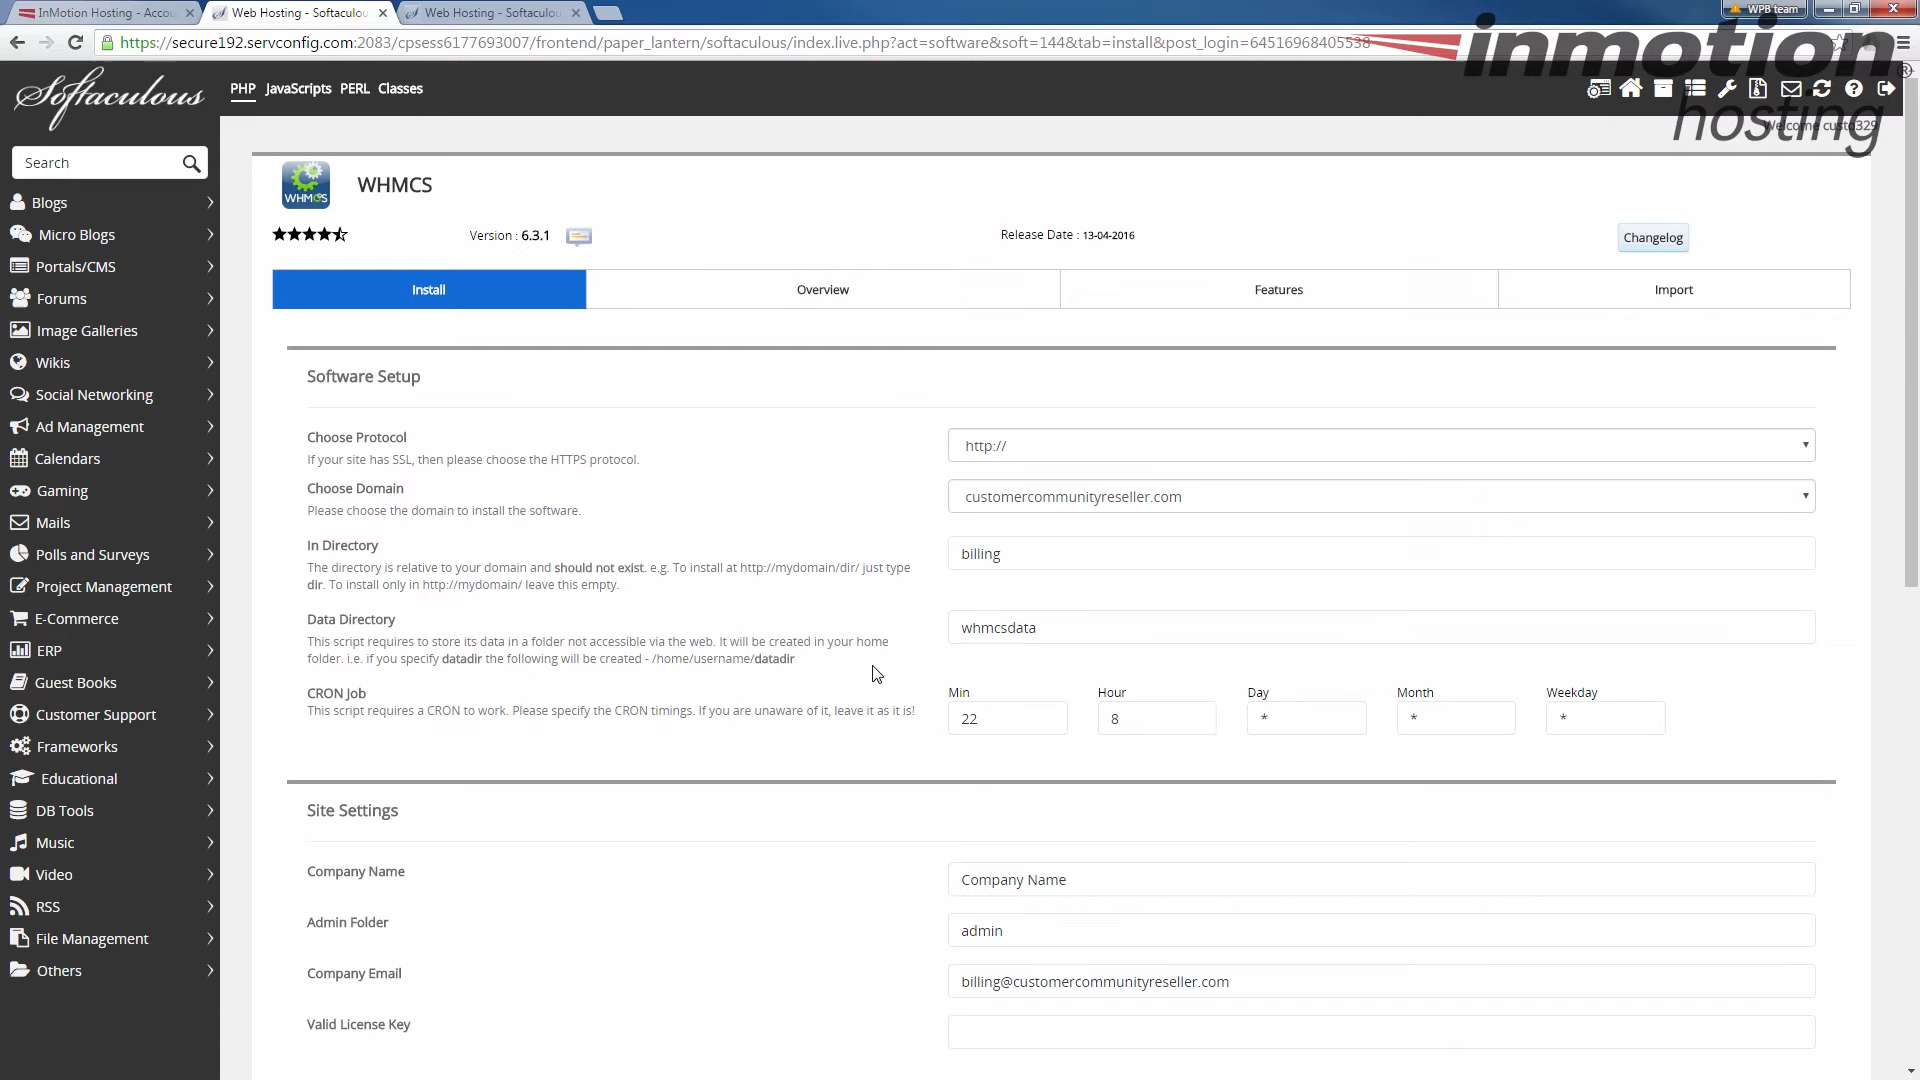 InMotion Hosting - Accou
Web Hosting - Softaculous
Web Hosting - Softaculou
WPB team
https://secure192.servconfig.com:2083/cpsess6177693007/frontend/paper_lantern/softaculous/index.live.php?act=software&soft=144&tab=install&post_login=64516968405538
inmotion
hosting
®
Softaculous
PHP JavaScripts PERL Classes
Welcome custo329
Search
Blogs
Micro Blogs
Portals/CMS
Forums
Image Galleries
Wikis
Social Networking
Ad Management
Calendars
Gaming
Mails
Polls and Surveys
Project Management
E-Commerce
ERP
Guest Books
Customer Support
Frameworks
Educational
DB Tools
Music
Video
RSS
File Management
Others
WHMCS
WHMCS
Version : 6.3.1
Release Date : 13-04-2016
Changelog
Install
Overview
Features
Import
Software Setup
Choose Protocol
If your site has SSL, then please choose the HTTPS protocol.
http://
Choose Domain
Please choose the domain to install the software.
customercommunityreseller.com
In Directory
The directory is relative to your domain and should not exist. e.g. To install at http://mydomain/dir/ just type
dir. To install only in http://mydomain/ leave this empty.
billing
Data Directory
This script requires to store its data in a folder not accessible via the web. It will be created in your home
folder. i.e. if you specify datadir the following will be created - /home/username/datadir
whmcsdata
CRON Job
This script requires a CRON to work. Please specify the CRON timings. If you are unaware of it, leave it as it is!
Min Hour Day Month Weekday
22 8 * * *
Site Settings
Company Name
Company Name
Admin Folder
admin
Company Email
billing@customercommunityreseller.com
Valid License Key